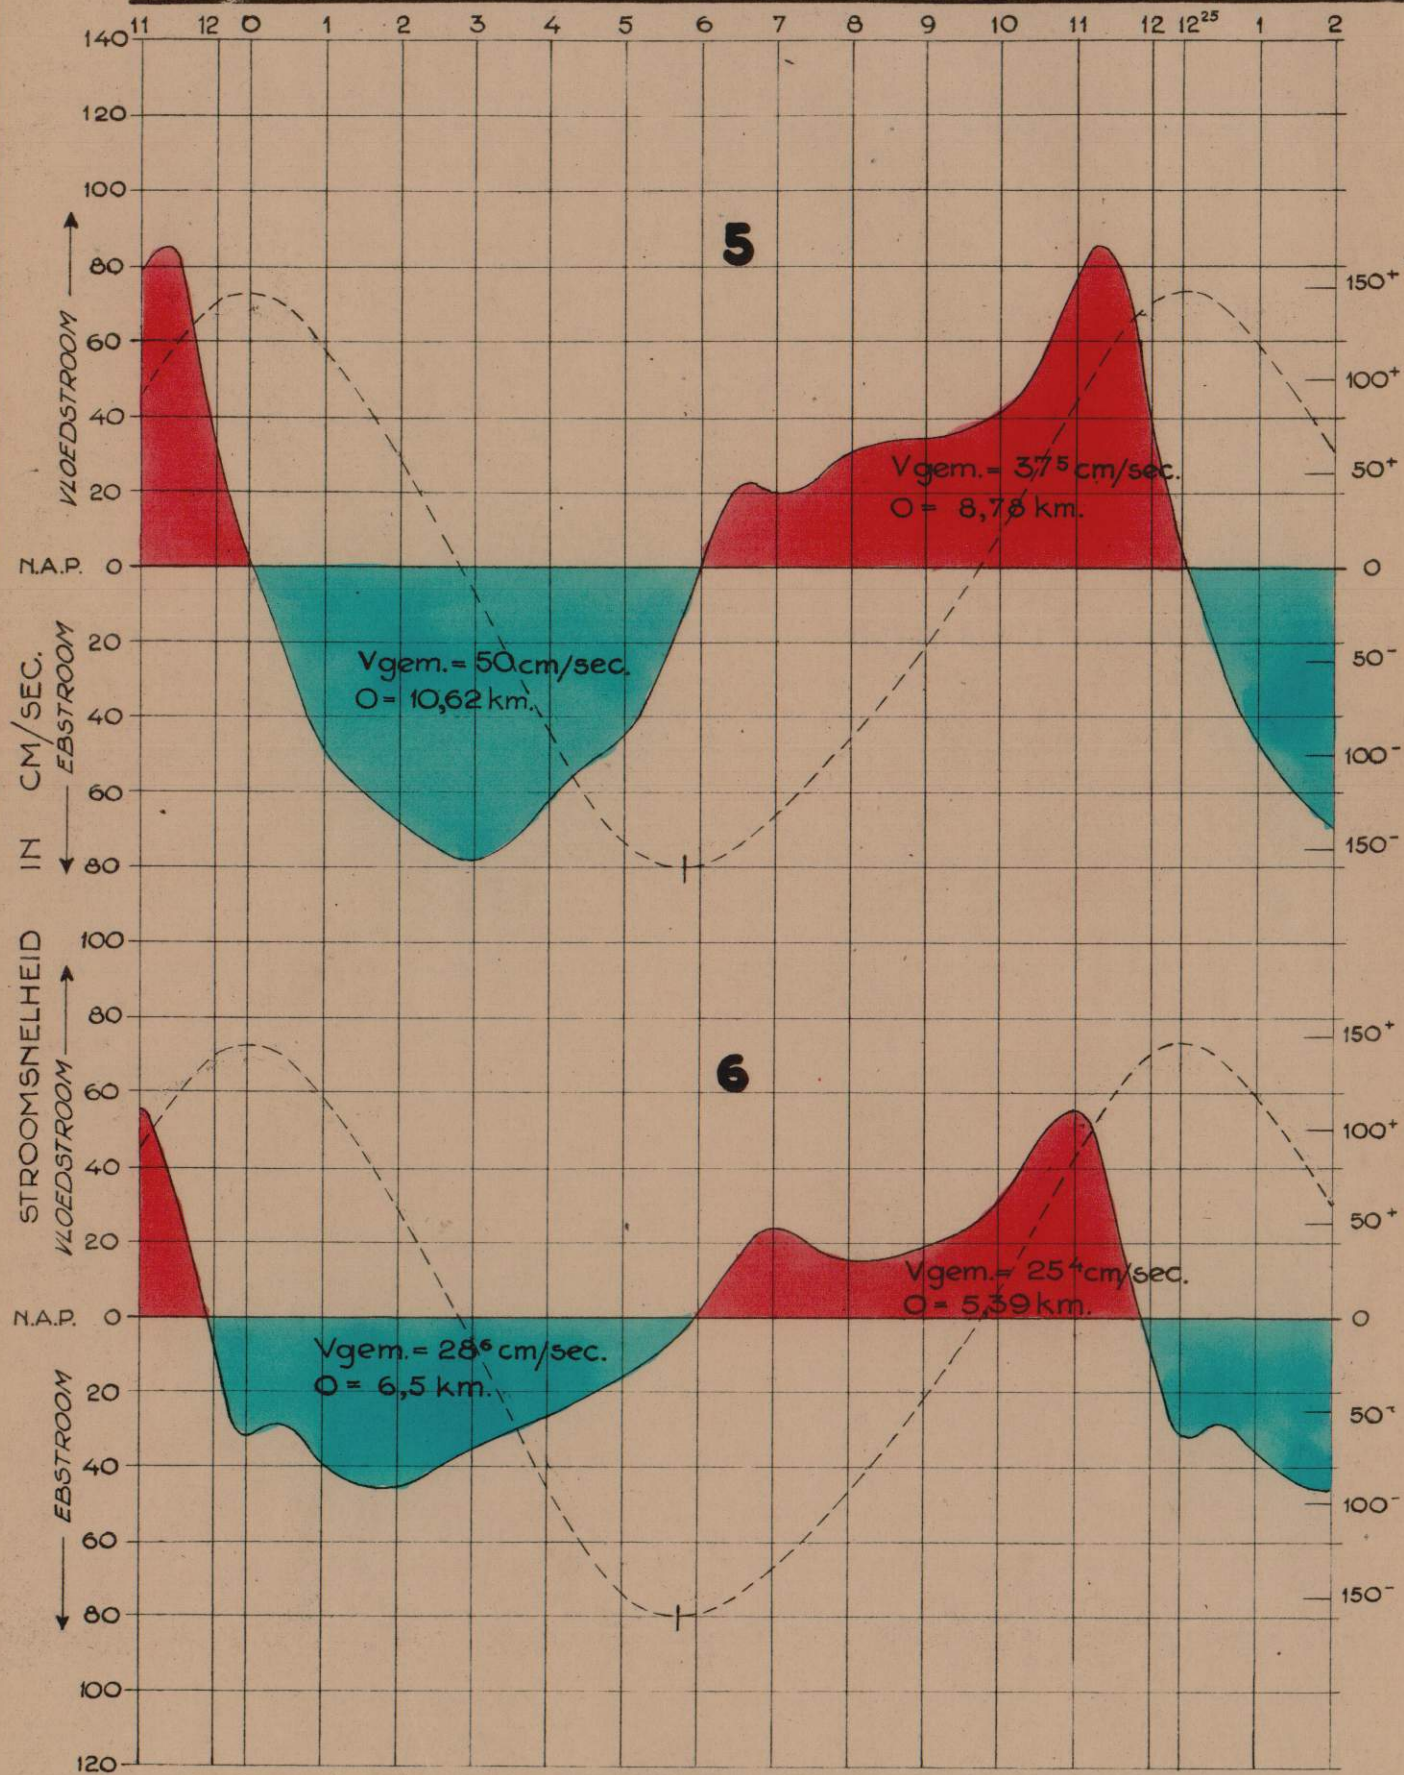 11 12 0 1 2 3 4 5 6 7 8 9 10 11 12 12²⁵ 1 2
140
120
100
80
60
40
20
N.A.P. 0
20
40
60
80
VLOEDSTROOM
EBSTROOM
5
Vgem. = 37⁵ cm/sec.
O = 8,78 km.
Vgem. = 50 cm/sec.
O = 10,62 km.
150⁺
100⁺
50⁺
0
50⁻
100⁻
150⁻
STROOMSNELHEID IN CM/SEC.
100
80
60
40
20
N.A.P. 0
20
40
60
80
100
120
VLOEDSTROOM
EBSTROOM
6
Vgem. = 25⁴ cm/sec.
O = 5,39 km.
Vgem. = 28⁶ cm/sec.
O = 6,5 km.
150⁺
100⁺
50⁺
0
50⁻
100⁻
150⁻